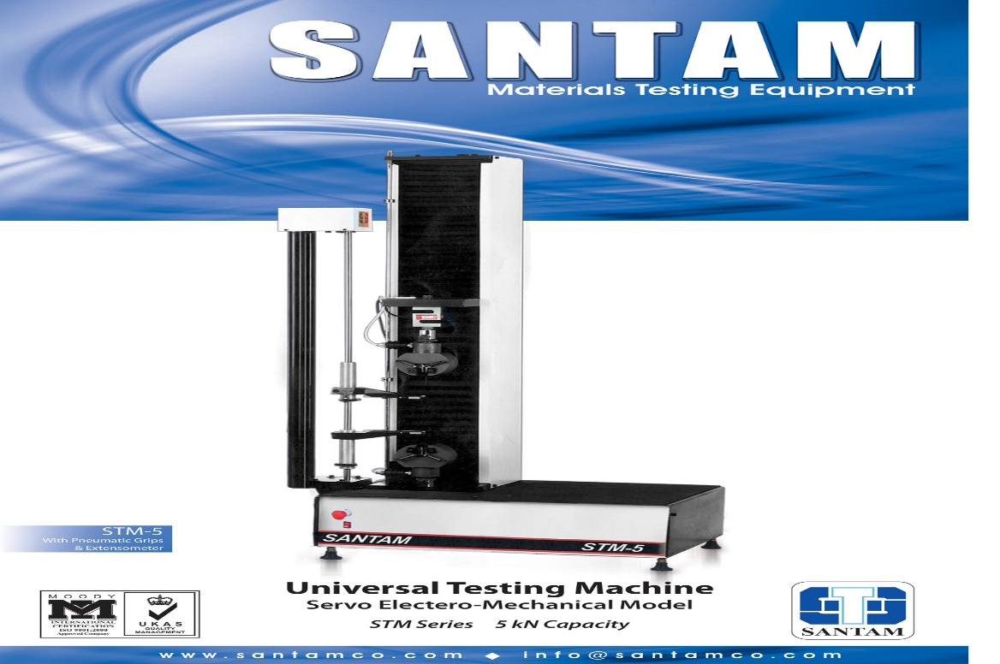 SANTAM
Materials Testing Equipment
SANTAM
STM-5
STM-5
With Pneumatic Grips
& Extensometer
Universal Testing Machine
Servo Electero-Mechanical Model
STM Series 5 kN Capacity
MOODY
INTERNATIONAL
CERTIFICATION
ISO 9001:2000
Approved Company
UKAS
QUALITY
MANAGEMENT
SANTAM
www.santamco.com ◆ info@santamco.com